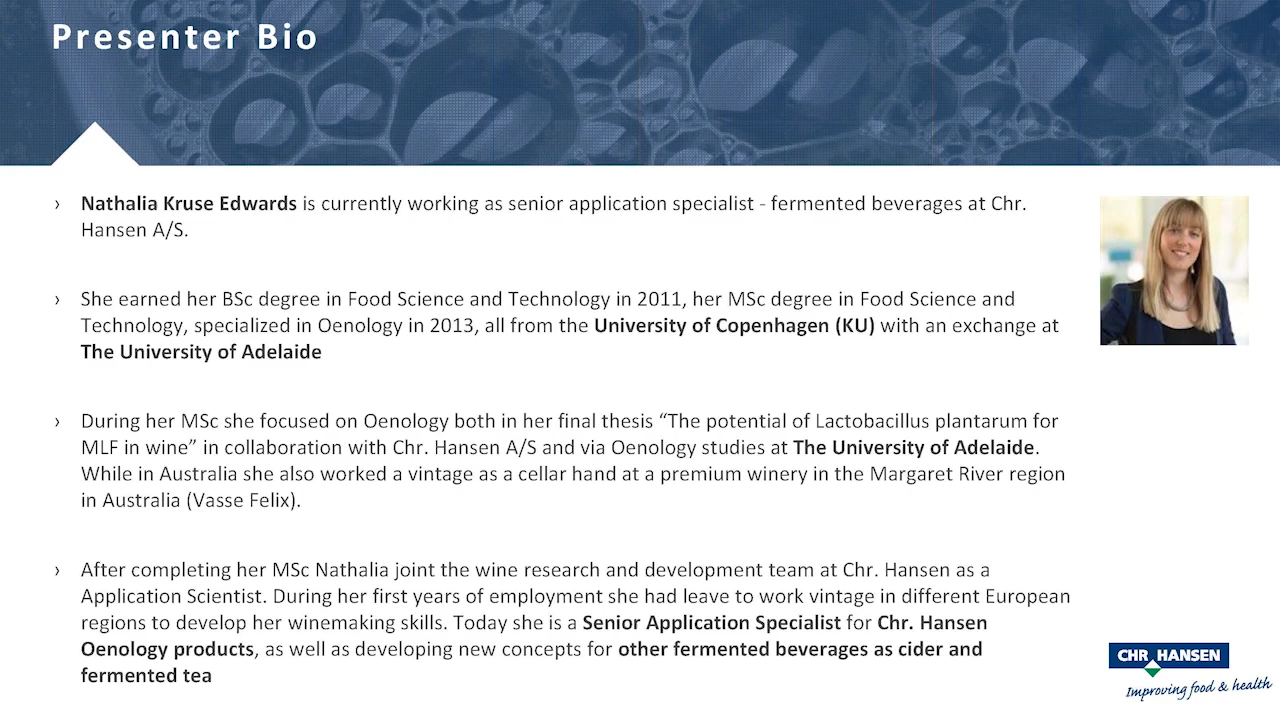 Presenter Bio
› Nathalia Kruse Edwards is currently working as senior application specialist - fermented beverages at Chr.
Hansen A/S.
› She earned her BSc degree in Food Science and Technology in 2011, her MSc degree in Food Science and
Technology, specialized in Oenology in 2013, all from the University of Copenhagen (KU) with an exchange at
The University of Adelaide
› During her MSc she focused on Oenology both in her final thesis “The potential of Lactobacillus plantarum for
MLF in wine” in collaboration with Chr. Hansen A/S and via Oenology studies at The University of Adelaide.
While in Australia she also worked a vintage as a cellar hand at a premium winery in the Margaret River region
in Australia (Vasse Felix).
› After completing her MSc Nathalia joint the wine research and development team at Chr. Hansen as a
Application Scientist. During her first years of employment she had leave to work vintage in different European
regions to develop her winemaking skills. Today she is a Senior Application Specialist for Chr. Hansen
Oenology products, as well as developing new concepts for other fermented beverages as cider and
fermented tea
CHR HANSEN
Improving food & health